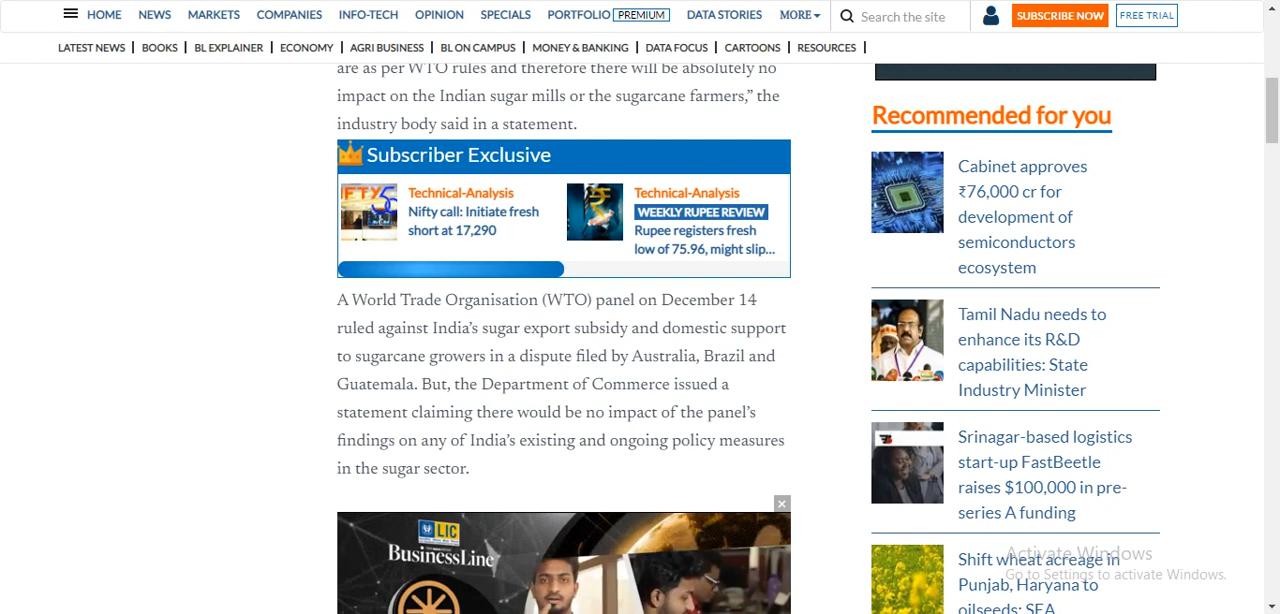 HOME NEWS MARKETS COMPANIES INFO-TECH OPINION SPECIALS PORTFOLIO PREMIUM DATA STORIES MORE Search the site SUBSCRIBE NOW FREE TRIAL
LATEST NEWS | BOOKS | BL EXPLAINER | ECONOMY | AGRI BUSINESS | BL ON CAMPUS | MONEY & BANKING | DATA FOCUS | CARTOONS | RESOURCES |
are as per WTO rules and therefore there will be absolutely no
impact on the Indian sugar mills or the sugarcane farmers,” the
industry body said in a statement.
Subscriber Exclusive
FTY 50
Technical-Analysis
Nifty call: Initiate fresh
short at 17,290
Technical-Analysis
WEEKLY RUPEE REVIEW
Rupee registers fresh
low of 75.96, might slip...
A World Trade Organisation (WTO) panel on December 14
ruled against India’s sugar export subsidy and domestic support
to sugarcane growers in a dispute filed by Australia, Brazil and
Guatemala. But, the Department of Commerce issued a
statement claiming there would be no impact of the panel’s
findings on any of India’s existing and ongoing policy measures
in the sugar sector.
LIC
BusinessLine
Recommended for you
Cabinet approves
₹76,000 cr for
development of
semiconductors
ecosystem
Tamil Nadu needs to
enhance its R&D
capabilities: State
Industry Minister
Srinagar-based logistics
start-up FastBeetle
raises $100,000 in pre-
series A funding
Shift wheat acreage in
Punjab, Haryana to
oilseeds: SEA
Activate Windows
Go to Settings to activate Windows.